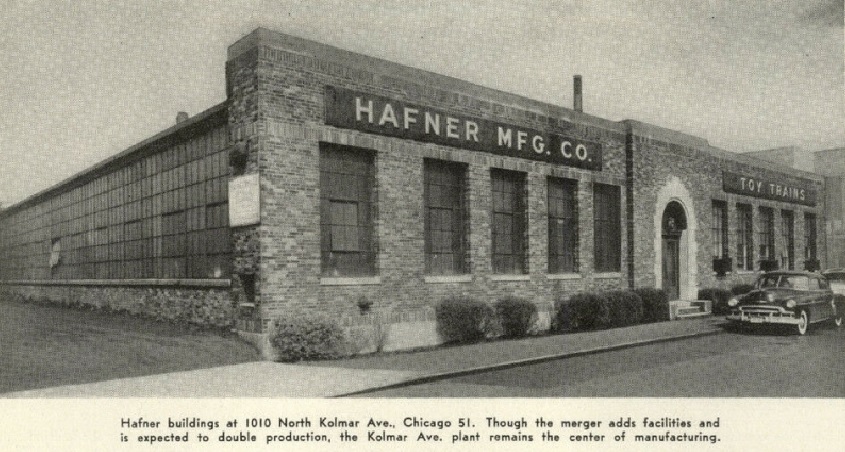 HAFNER MFG. CO.
TOY TRAINS
Hafner buildings at 1010 North Kolmar Ave., Chicago 51. Though the merger adds facilities and
is expected to double production, the Kolmar Ave. plant remains the center of manufacturing.